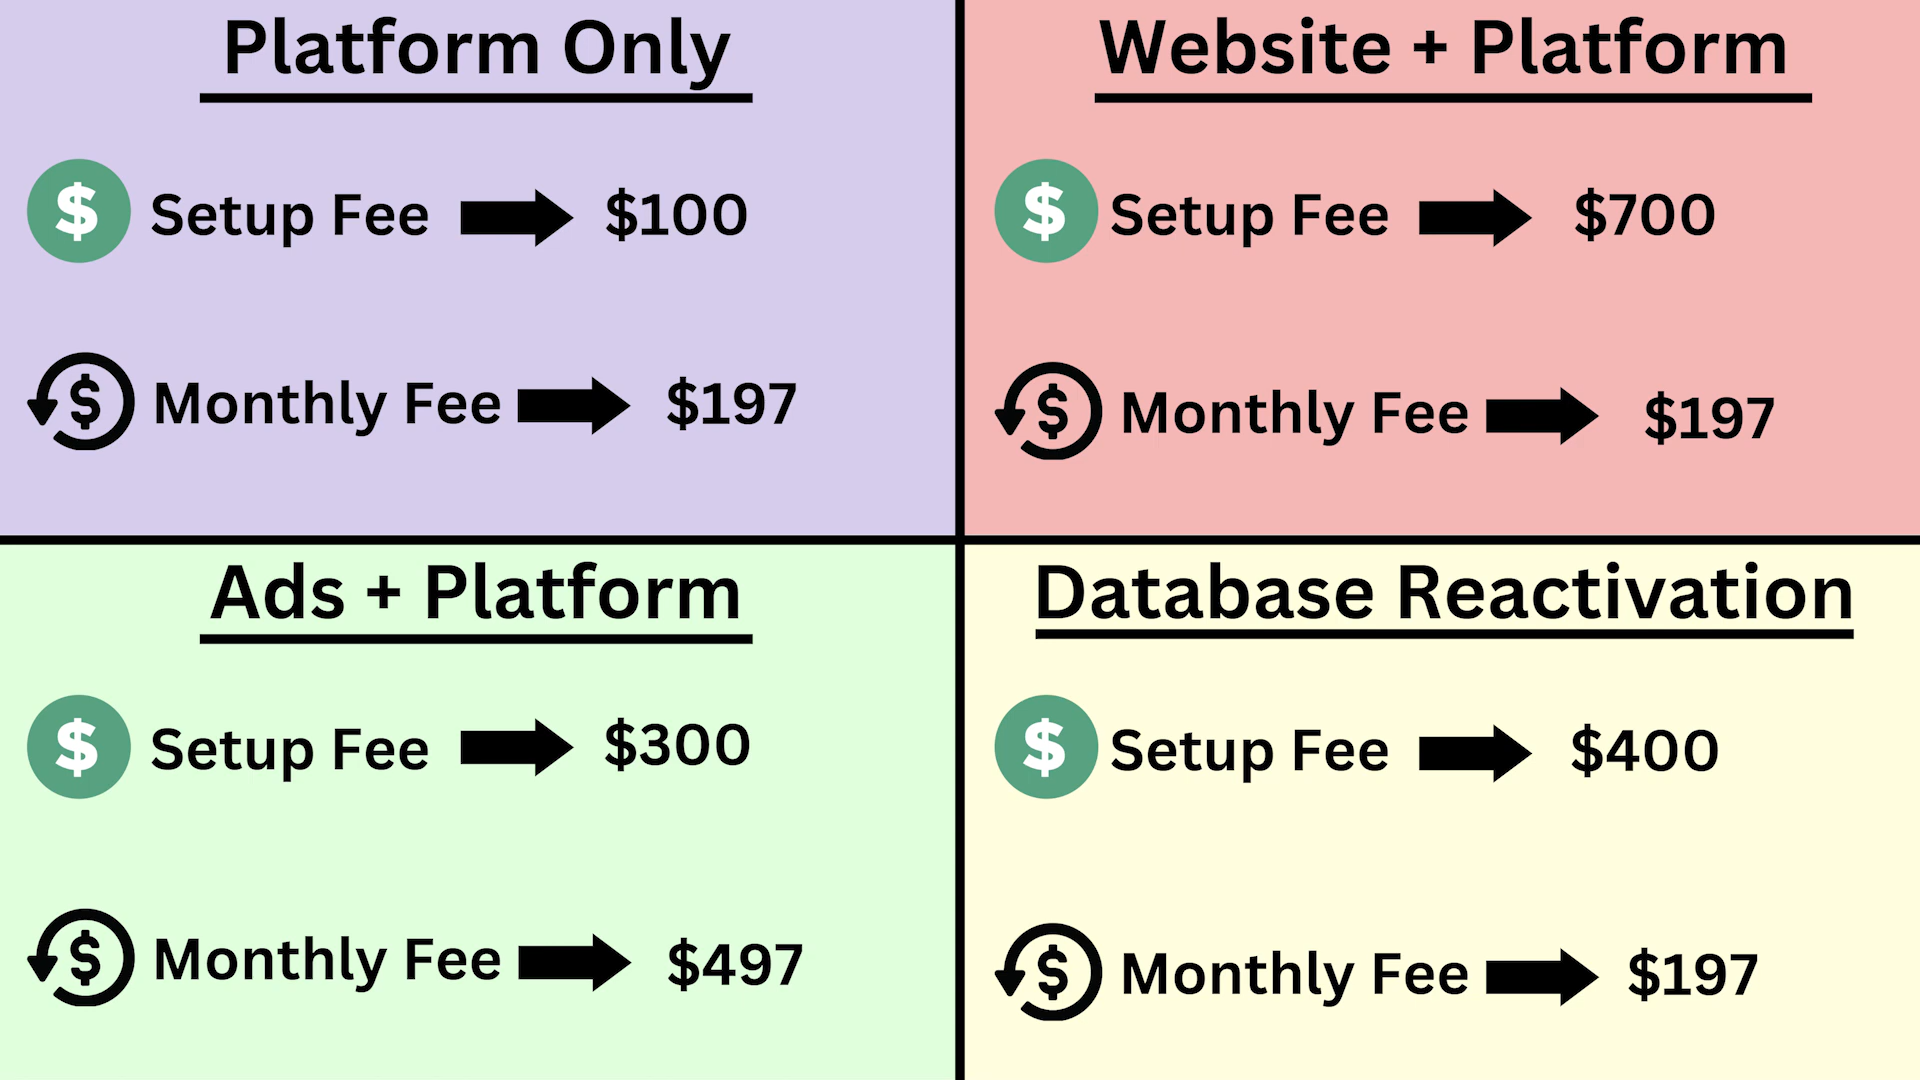 Platform Only
$ Setup Fee $100
$ Monthly Fee $197
Website + Platform
$ Setup Fee $700
$ Monthly Fee $197
Ads + Platform
$ Setup Fee $300
$ Monthly Fee $497
Database Reactivation
$ Setup Fee $400
$ Monthly Fee $197